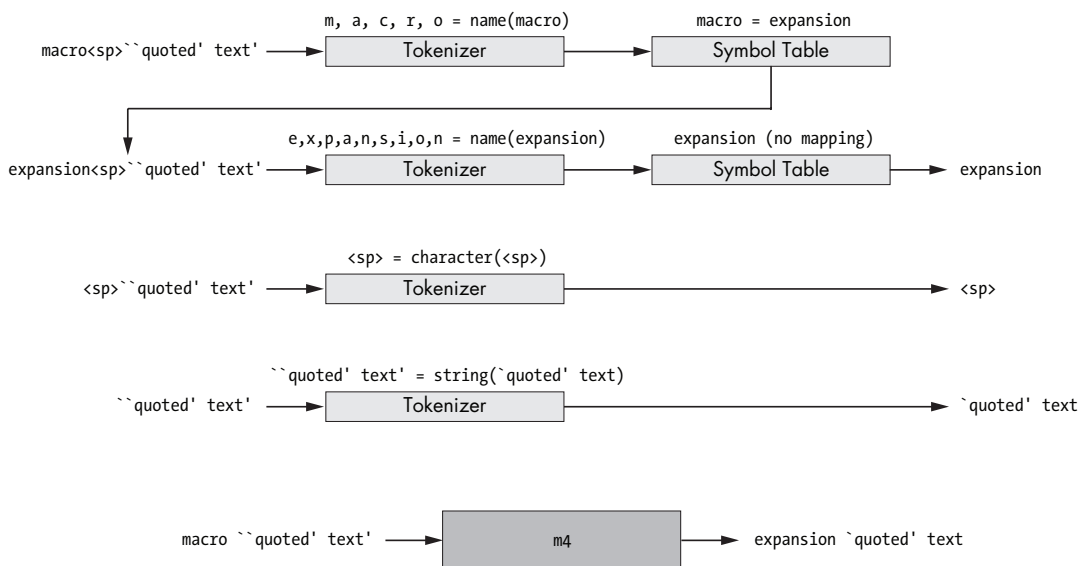 m, a, c, r, o = name(macro)
macro = expansion
macro<sp>``quoted' text'
Tokenizer
Symbol Table
e,x,p,a,n,s,i,o,n = name(expansion)
expansion (no mapping)
expansion<sp>``quoted' text'
Tokenizer
Symbol Table
expansion
<sp> = character(<sp>)
<sp>``quoted' text'
Tokenizer
<sp>
``quoted' text' = string(`quoted' text)
``quoted' text'
Tokenizer
`quoted' text
macro ``quoted' text'
m4
expansion `quoted' text